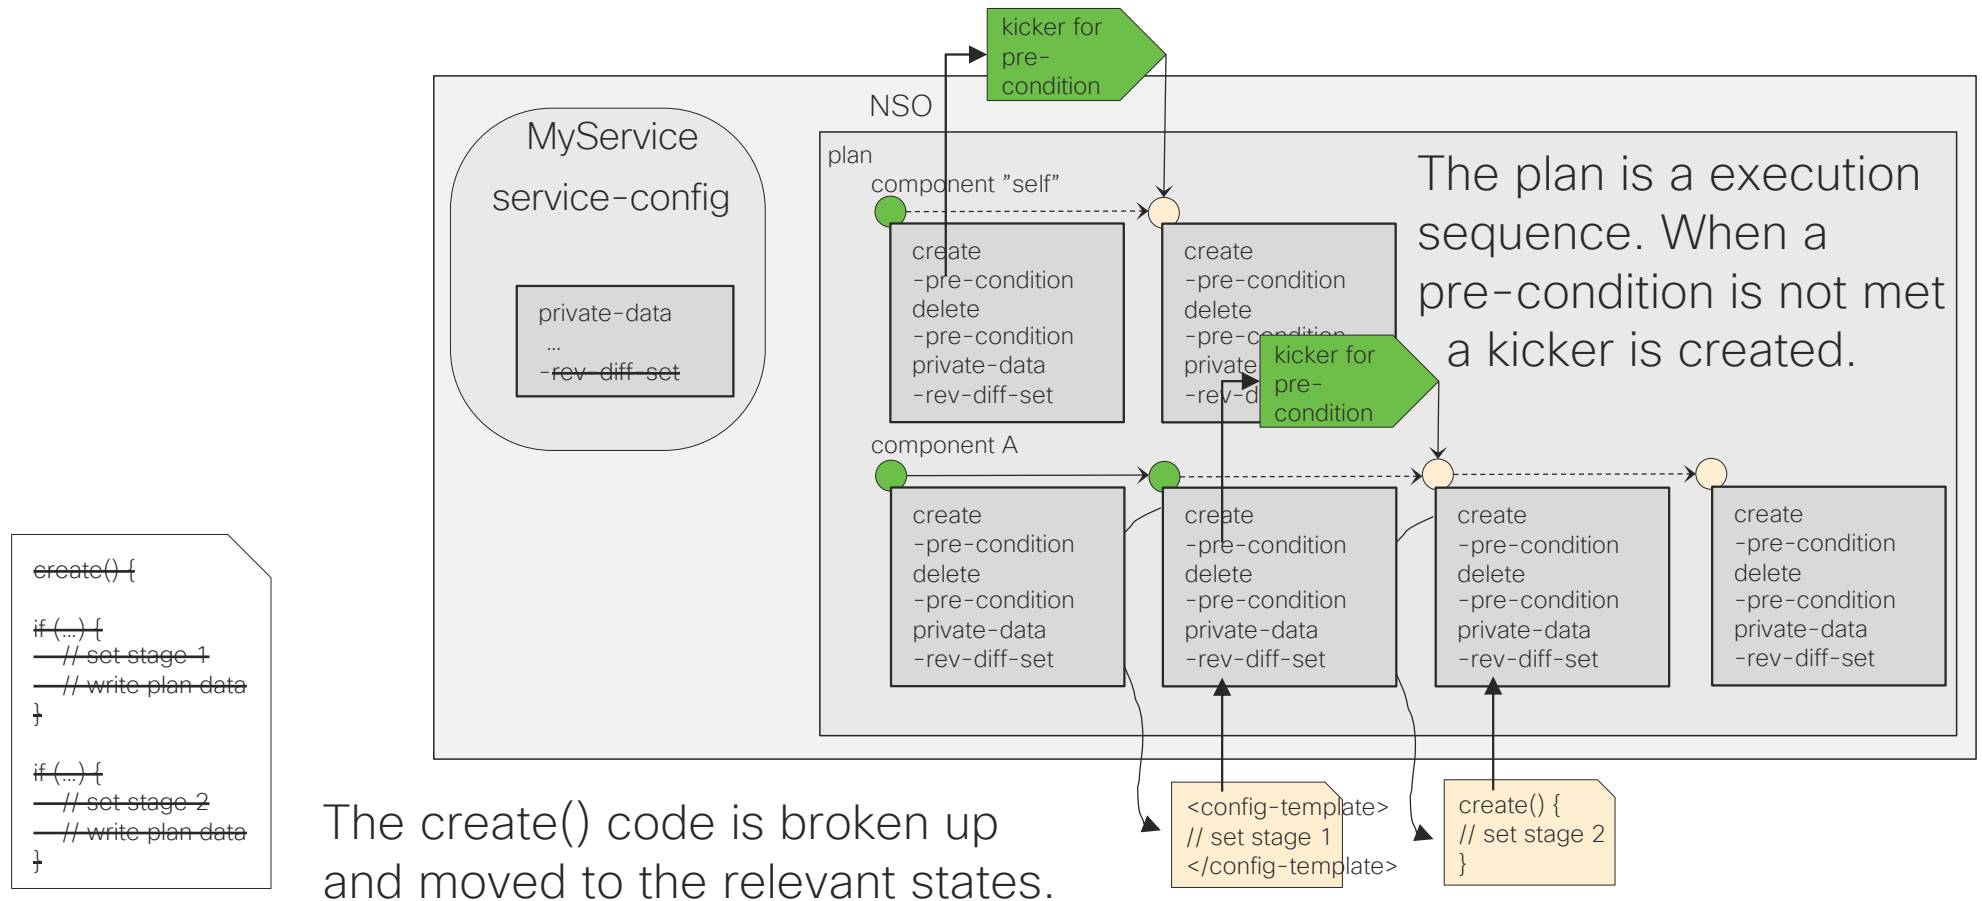 kicker for
pre-
condition
NSO
MyService
service-config
private-data
...
-rev-diff-set
plan
component ”self”
create
-pre-condition
delete
-pre-condition
private-data
-rev-diff-set
create
-pre-condition
delete
-pre-condition
private
-rev-d
kicker for
pre-
condition
The plan is a execution
sequence. When a
pre-condition is not met
a kicker is created.
component A
create
-pre-condition
delete
-pre-condition
private-data
-rev-diff-set
create
-pre-condition
delete
-pre-condition
private-data
-rev-diff-set
create
-pre-condition
delete
-pre-condition
private-data
-rev-diff-set
create
-pre-condition
delete
-pre-condition
private-data
-rev-diff-set
create() {
if (...) {
// set stage 1
// write plan data
}
if (...) {
// set stage 2
// write plan data
}
The create() code is broken up
and moved to the relevant states.
<config-template>
// set stage 1
</config-template>
create() {
// set stage 2
}